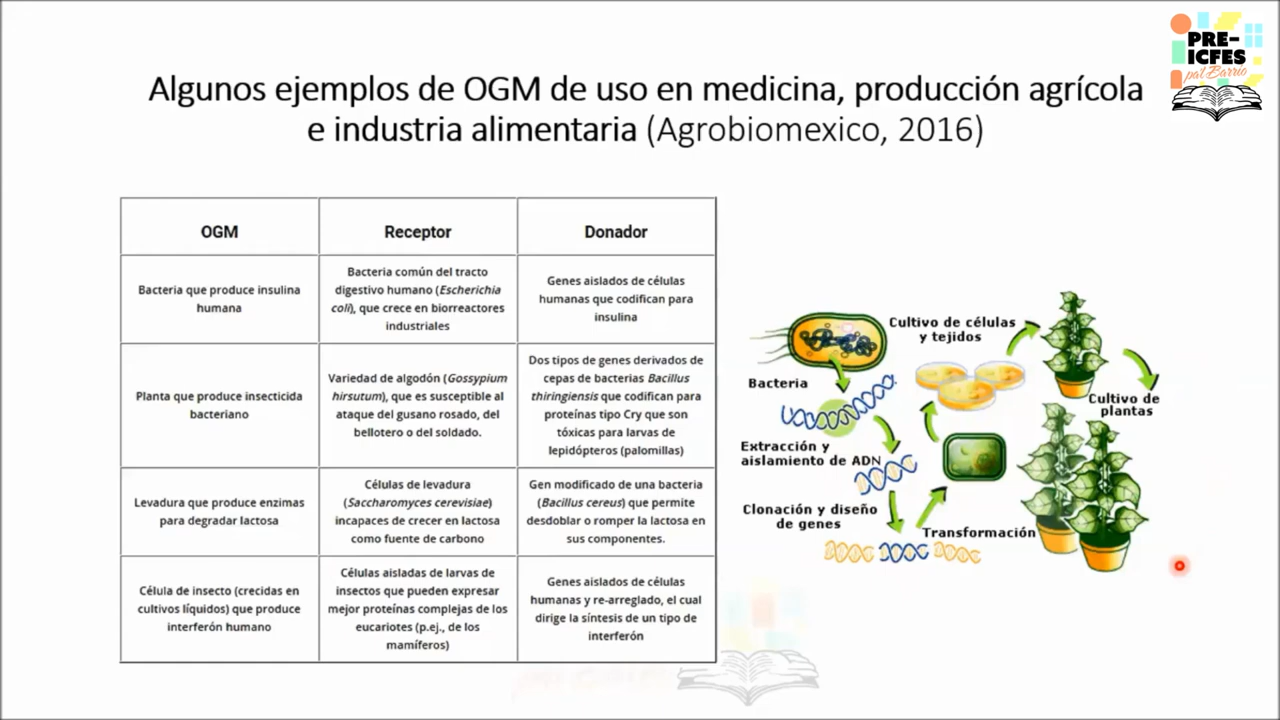 PRE-
ICFES
pal Barrio
Algunos ejemplos de OGM de uso en medicina, producción agrícola
e industria alimentaria (Agrobiomexico, 2016)
OGM
Receptor
Donador
Bacteria que produce insulina
humana
Bacteria común del tracto
digestivo humano (Escherichia
coli), que crece en biorreactores
industriales
Genes aislados de células
humanas que codifican para
insulina
Planta que produce insecticida
bacteriano
Variedad de algodón (Gossypium
hirsutum), que es susceptible al
ataque del gusano rosado, del
bellotero o del soldado.
Dos tipos de genes derivados de
cepas de bacterias Bacillus
thiringiensis que codifican para
proteínas tipo Cry que son
tóxicas para larvas de
lepidópteros (palomillas)
Levadura que produce enzimas
para degradar lactosa
Células de levadura
(Saccharomyces cerevisiae)
incapaces de crecer en lactosa
como fuente de carbono
Gen modificado de una bacteria
(Bacillus cereus) que permite
desdoblar o romper la lactosa en
sus componentes.
Célula de insecto (crecidas en
cultivos líquidos) que produce
interferón humano
Células aisladas de larvas de
insectos que pueden expresar
mejor proteínas complejas de los
eucariotes (p.ej., de los
mamíferos)
Genes aislados de células
humanas y re-arreglado, el cual
dirige la síntesis de un tipo de
interferón
Bacteria
Extracción y
aislamiento de ADN
Clonación y diseño
de genes
Transformación
Cultivo de células
y tejidos
Cultivo de
plantas